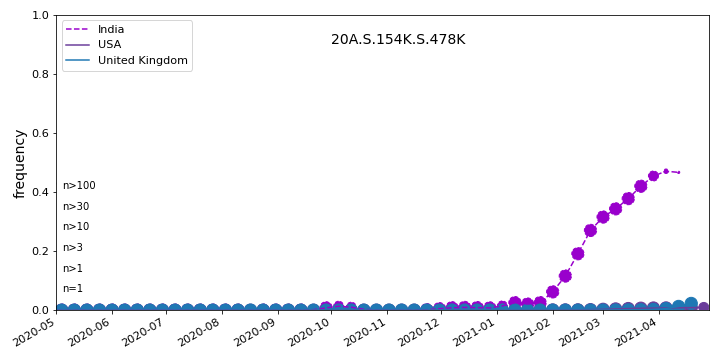 20A.S.154K.S.478K
India
USA
United Kingdom
frequency
1.0
0.8
0.6
0.4
0.2
0.0
n>100
n>30
n>10
n>3
n>1
n=1
2020-05
2020-06
2020-07
2020-08
2020-09
2020-10
2020-11
2020-12
2021-01
2021-02
2021-03
2021-04